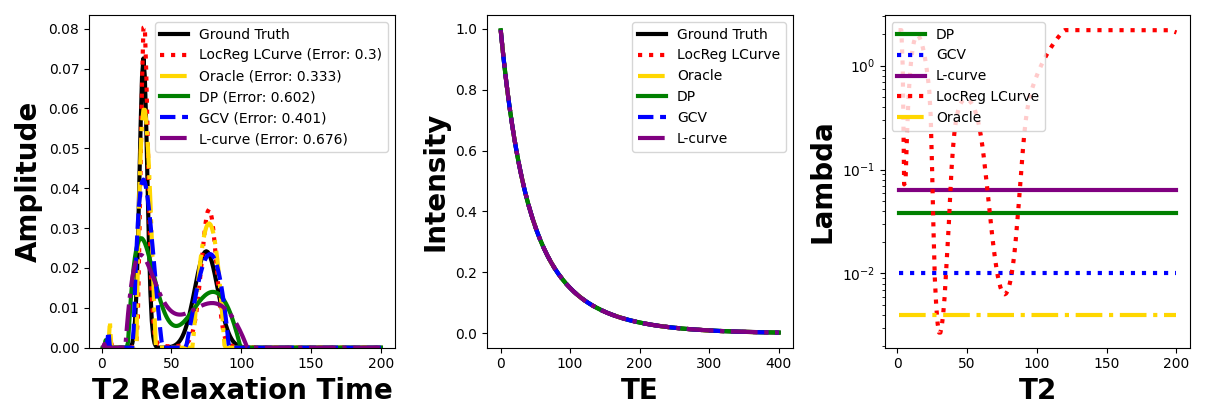 Amplitude
0.08
0.07
0.06
0.05
0.04
0.03
0.02
0.01
0.00
0 50 100 150 200
T2 Relaxation Time
Ground Truth
LocReg LCurve (Error: 0.3)
Oracle (Error: 0.333)
DP (Error: 0.602)
GCV (Error: 0.401)
L-curve (Error: 0.676)
Intensity
1.0
0.8
0.6
0.4
0.2
0.0
0 100 200 300 400
TE
Ground Truth
LocReg LCurve
Oracle
DP
GCV
L-curve
Lambda
10⁰
10⁻¹
10⁻²
0 50 100 150 200
T2
DP
GCV
L-curve
LocReg LCurve
Oracle